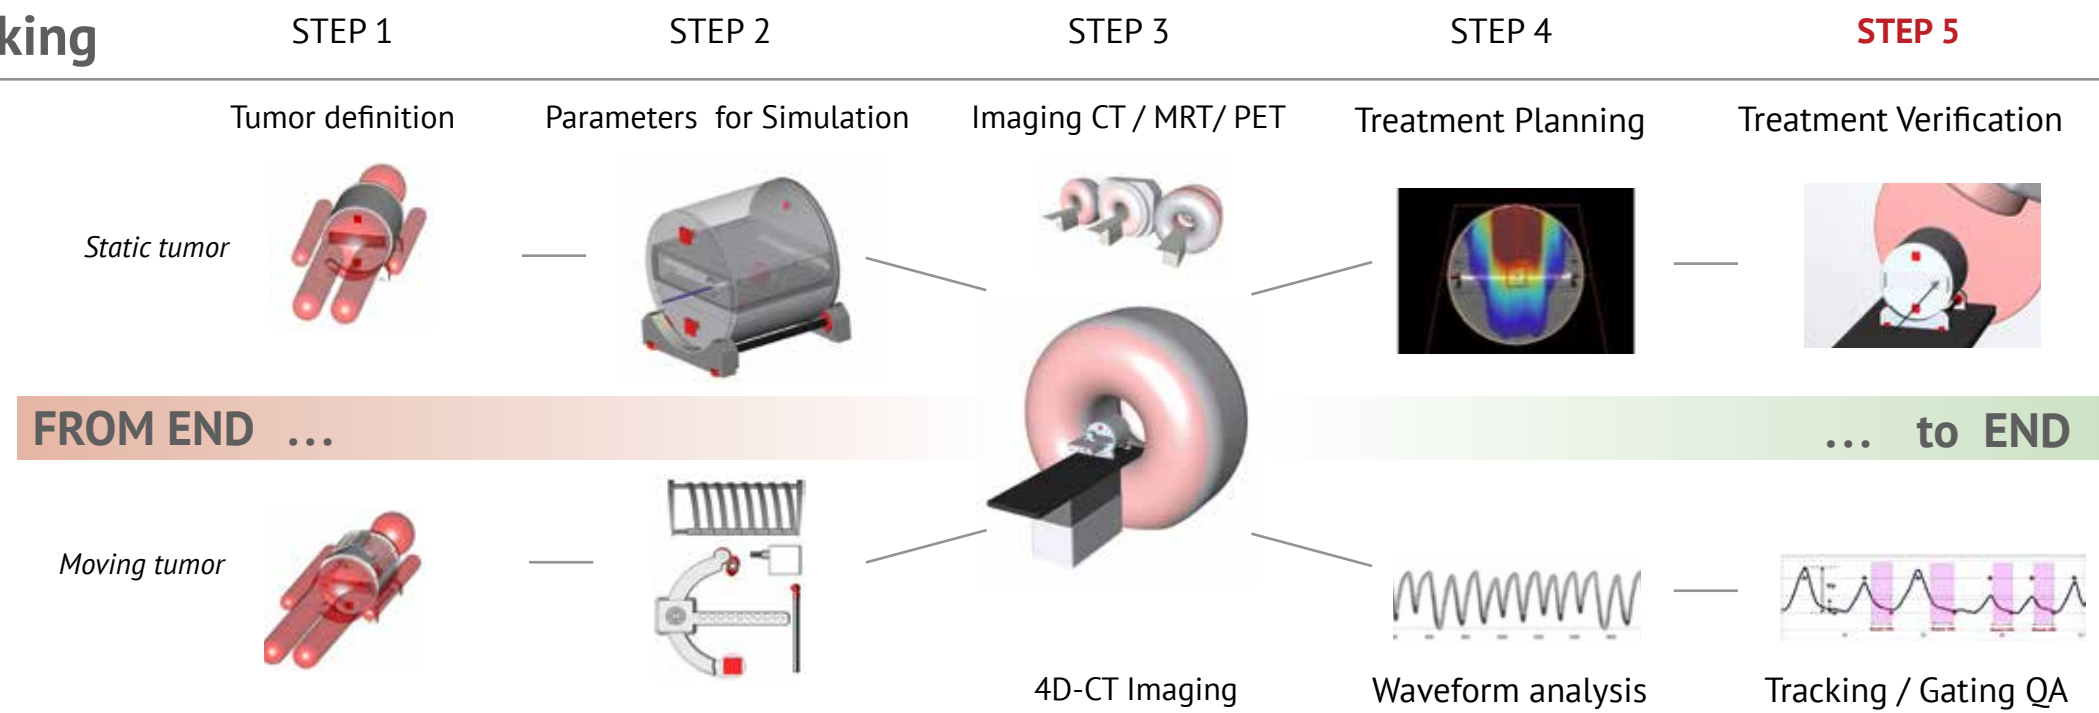 king
STEP 1
STEP 2
STEP 3
STEP 4
STEP 5
Tumor definition
Parameters for Simulation
Imaging CT / MRT/ PET
Treatment Planning
Treatment Verification
Static tumor
FROM END ...
... to END
Moving tumor
4D-CT Imaging
Waveform analysis
Tracking / Gating QA